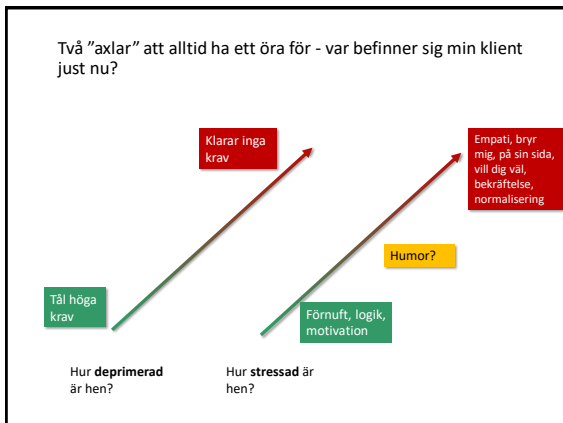 Två ”axlar” att alltid ha ett öra för - var befinner sig min klient
just nu?
Klarar inga
krav
Empati, bryr
mig, på sin sida,
vill dig väl,
bekräftelse,
normalisering
Humor?
Tål höga
krav
Förnuft, logik,
motivation
Hur deprimerad
är hen?
Hur stressad är
hen?